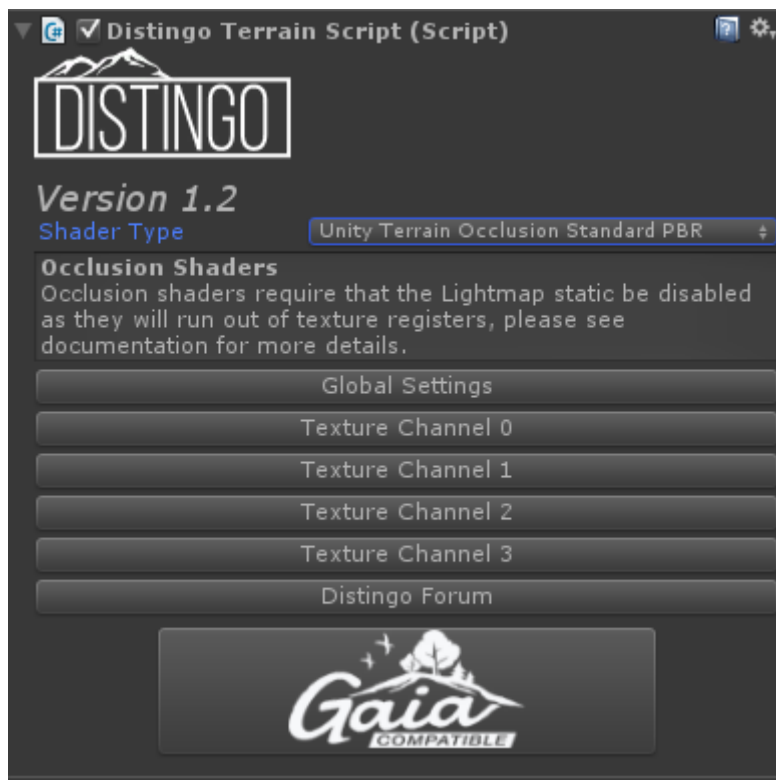 Distingo Terrain Script (Script)
DISTINGO
Version 1.2
Shader Type
Unity Terrain Occlusion Standard PBR
Occlusion Shaders
Occlusion shaders require that the Lightmap static be disabled
as they will run out of texture registers, please see
documentation for more details.
Global Settings
Texture Channel 0
Texture Channel 1
Texture Channel 2
Texture Channel 3
Distingo Forum
Gaia
COMPATIBLE